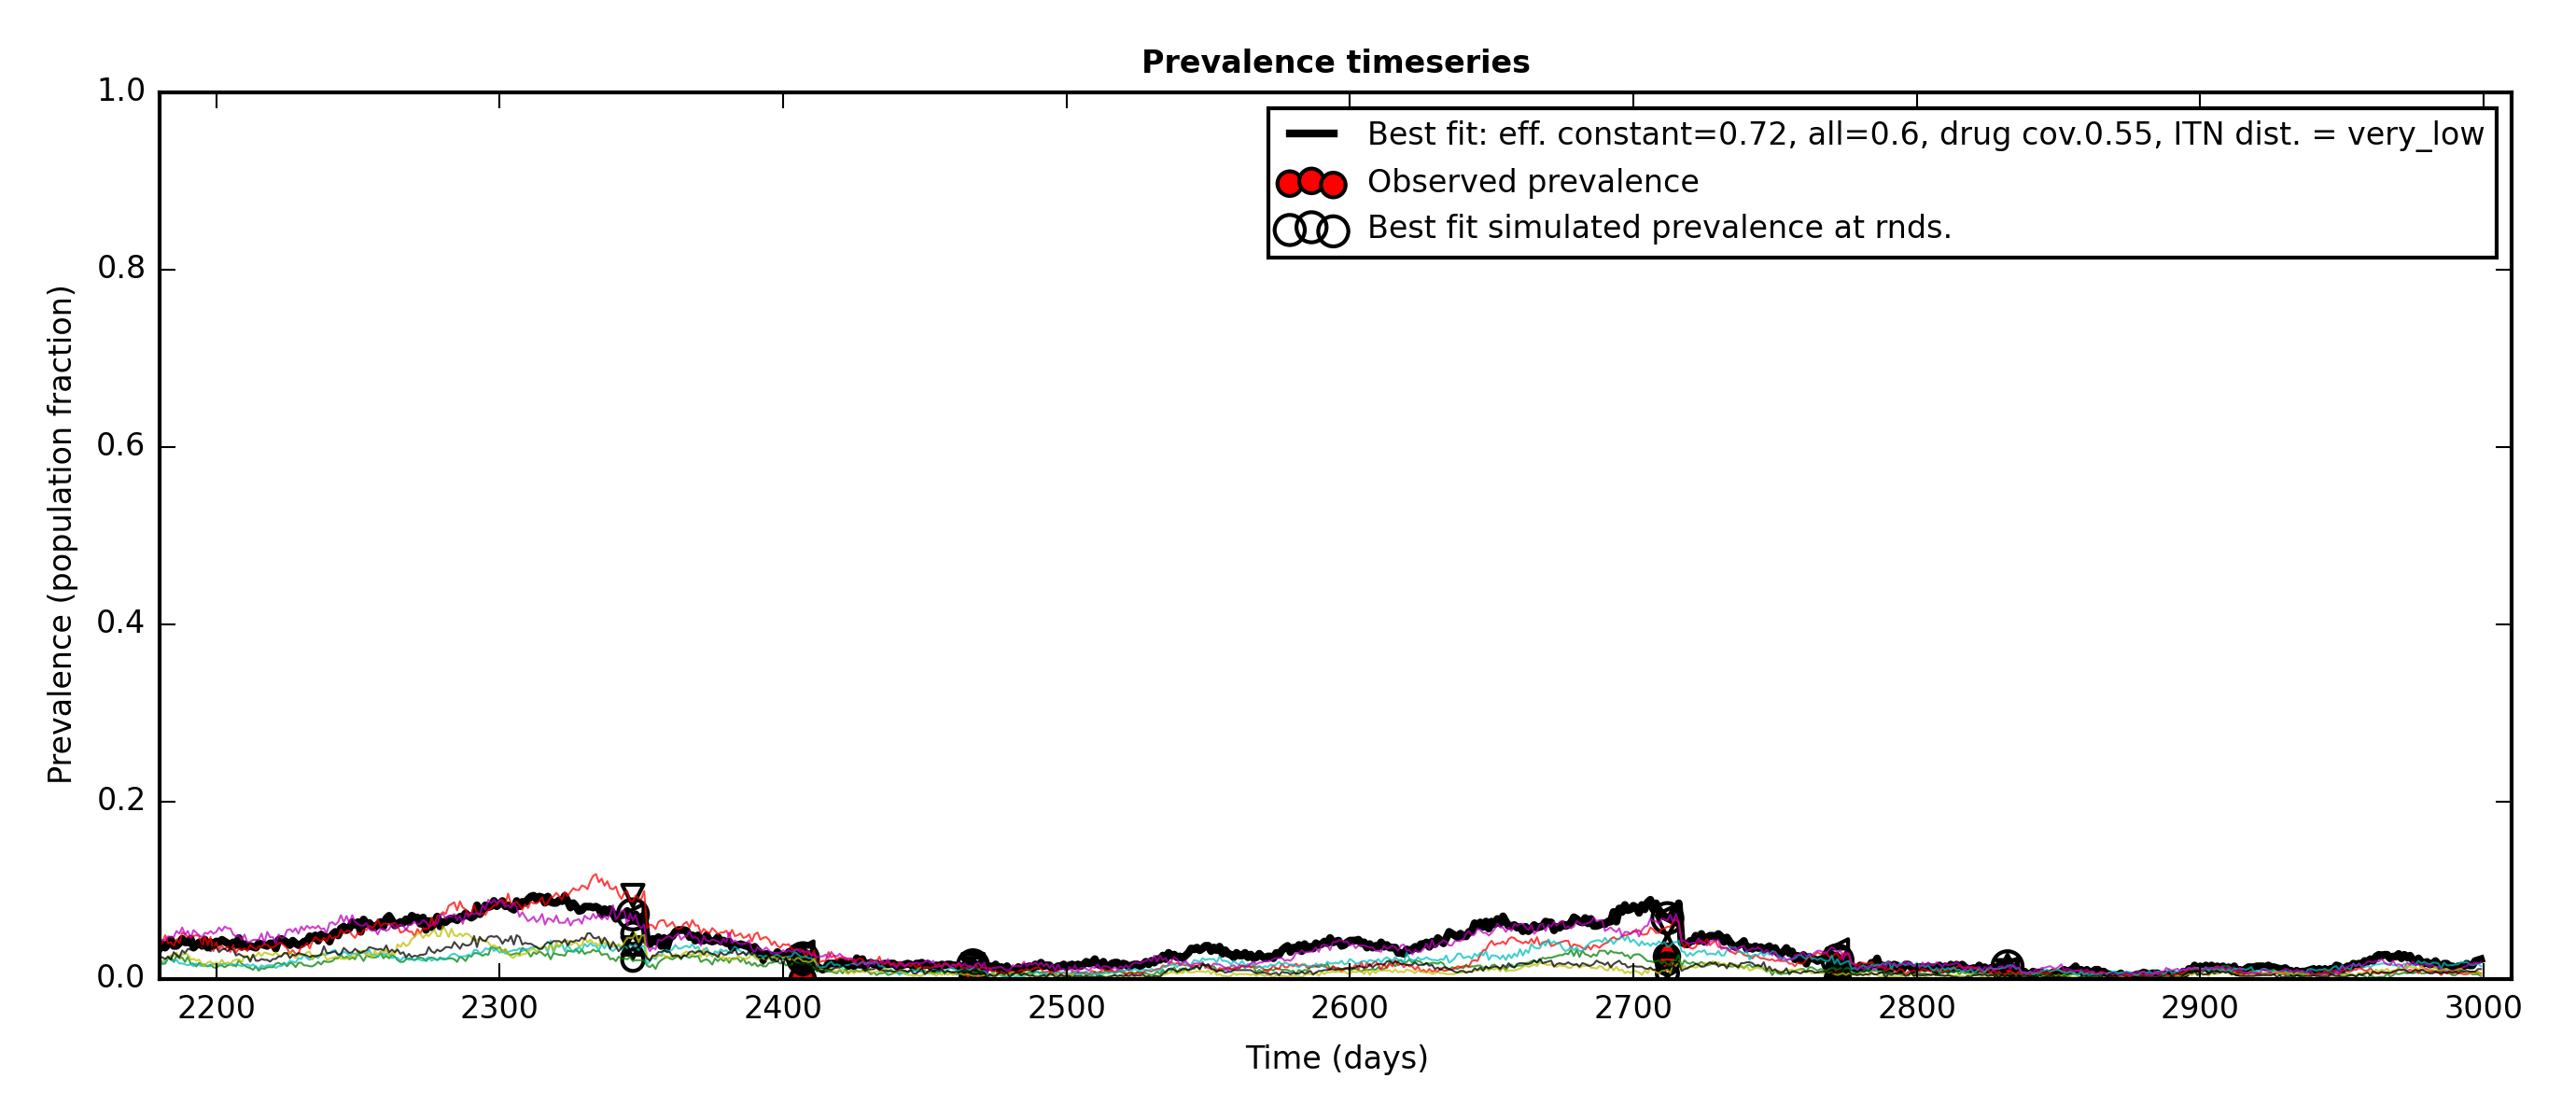 Prevalence timeseries
1.0
0.8
0.6
0.4
0.2
0.0
Prevalence (population fraction)
Best fit: eff. constant=0.72, all=0.6, drug cov.0.55, ITN dist. = very_low
Observed prevalence
Best fit simulated prevalence at rnds.
2200 2300 2400 2500 2600 2700 2800 2900 3000
Time (days)